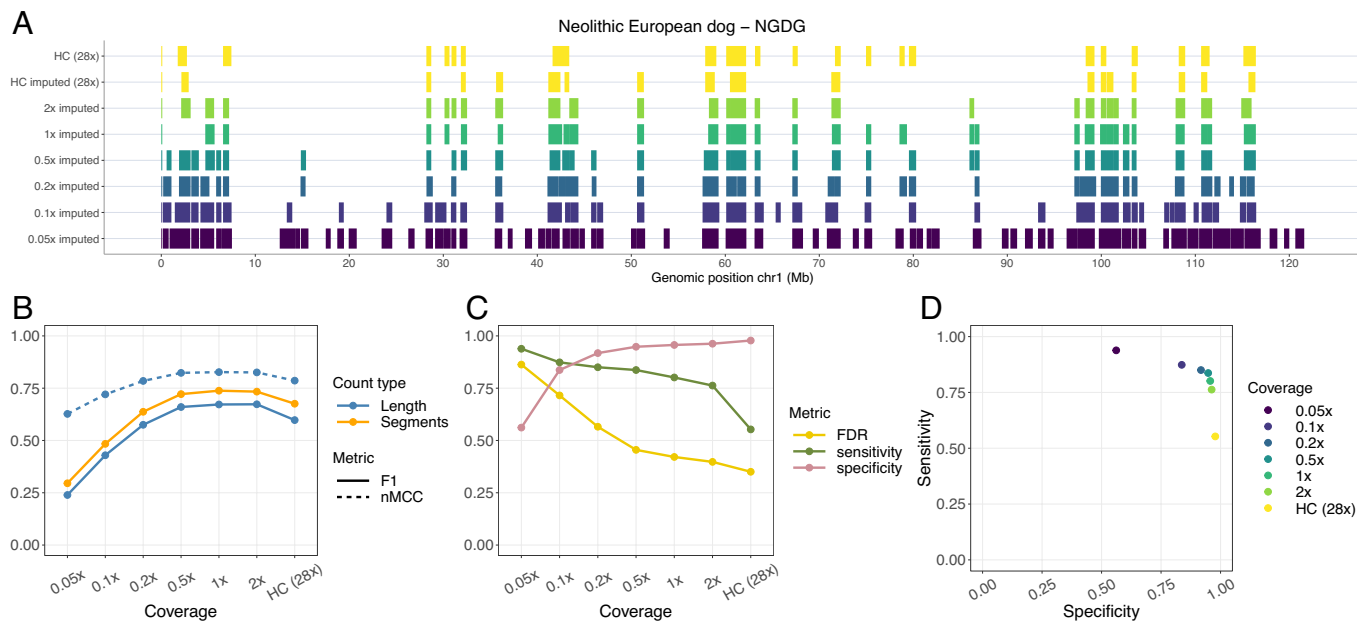 A
Neolithic European dog − NGDG
HC (28x)
HC imputed (28x)
2x imputed
1x imputed
0.5x imputed
0.2x imputed
0.1x imputed
0.05x imputed
0 10 20 30 40 50 60 70 80 90 100 110 120
Genomic position chr1 (Mb)
B
1.00
0.75
0.50
0.25
0.00
0.05x 0.1x 0.2x 0.5x 1x 2x HC (28x)
Coverage
Count type
Length
Segments
Metric
F1
nMCC
C
1.00
0.75
0.50
0.25
0.00
0.05x 0.1x 0.2x 0.5x 1x 2x HC (28x)
Coverage
Metric
FDR
sensitivity
specificity
D
Sensitivity
1.00
0.75
0.50
0.25
0.00
0.00 0.25 0.50 0.75 1.00
Specificity
Coverage
0.05x
0.1x
0.2x
0.5x
1x
2x
HC (28x)